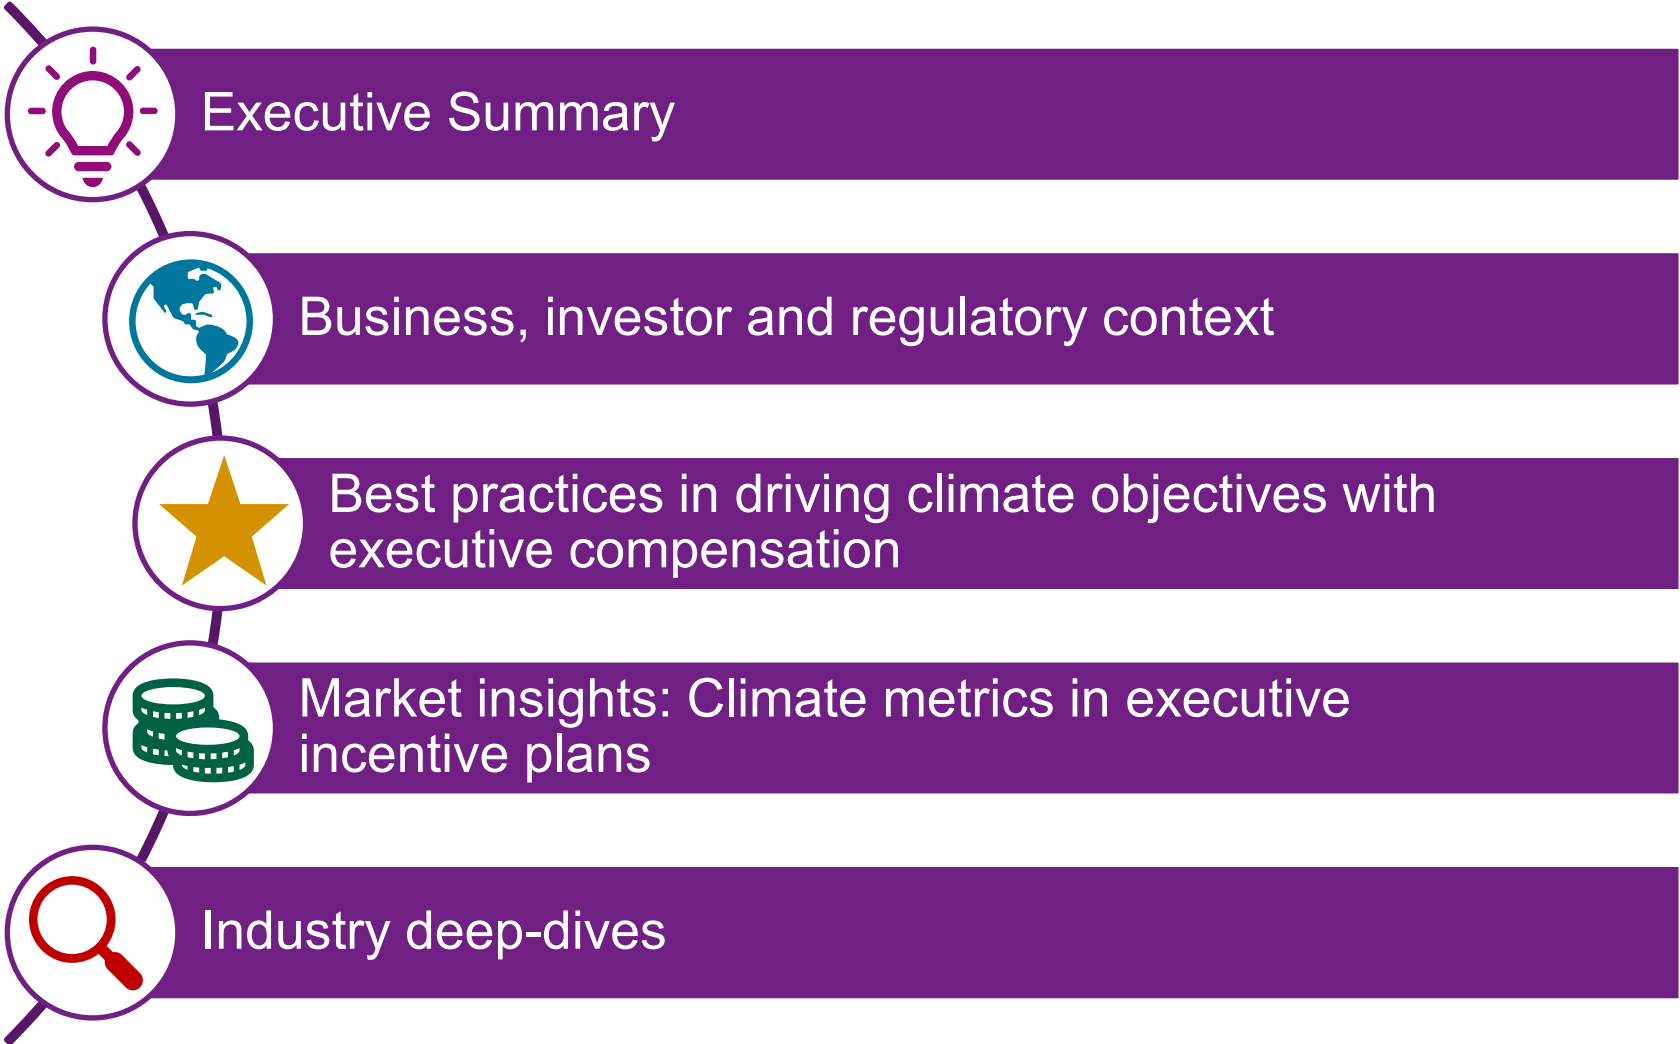 Executive Summary
Business, investor and regulatory context
Best practices in driving climate objectives with
executive compensation
Market insights: Climate metrics in executive
incentive plans
Industry deep-dives